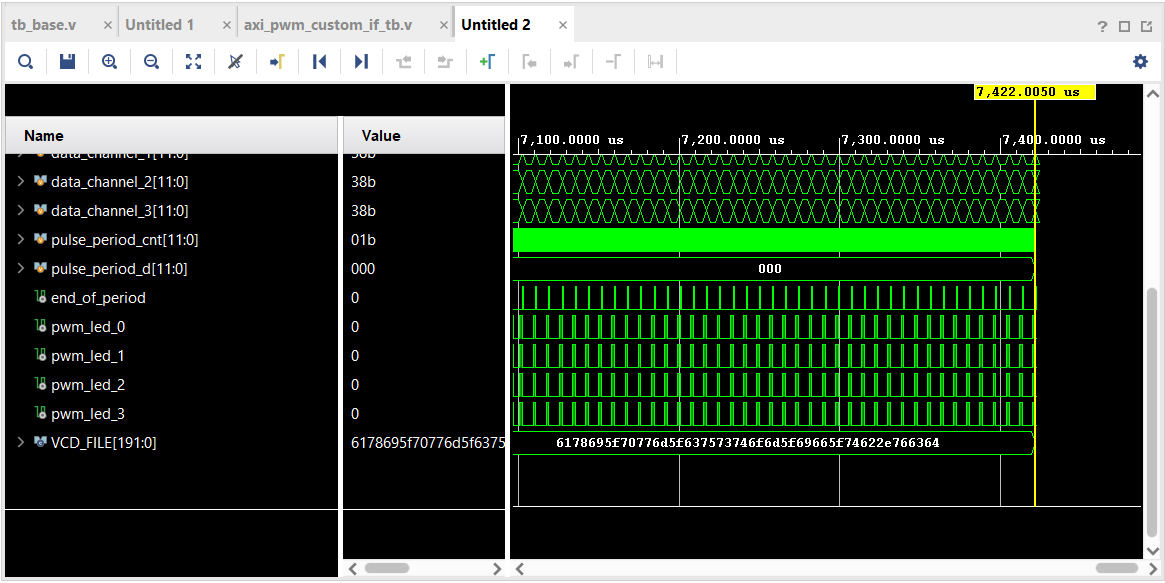 tb_base.v × Untitled 1 × axi_pwm_custom_if_tb.v × Untitled 2 ×
7,422.0050 us
Name Value
7,100.0000 us 7,200.0000 us 7,300.0000 us 7,400.0000 us
data_channel_1[11:0] 38b
data_channel_2[11:0] 38b
data_channel_3[11:0] 38b
pulse_period_cnt[11:0] 01b
pulse_period_d[11:0] 000 000
end_of_period 0
pwm_led_0 0
pwm_led_1 0
pwm_led_2 0
pwm_led_3 0
VCD_FILE[191:0] 6178695f70776d5f6375 6178695f70776d5f637573746f6d5f69665f74622e766364